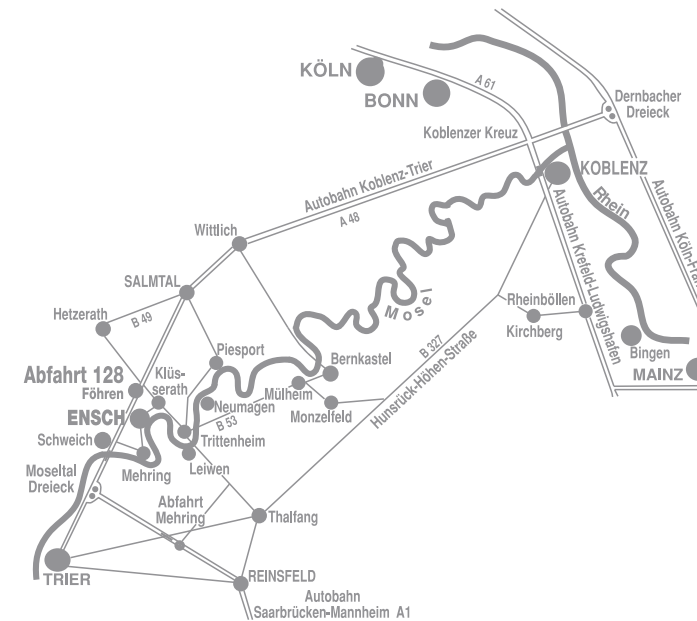 KÖLN
BONN
A 61
Dernbacher
Dreieck
Koblenzer Kreuz
KOBLENZ
Autobahn Koblenz-Trier
A 48
Rhein
Autobahn Köln-Fra
Autobahn Krefeld-Ludwigshafen
Wittlich
SALMTAL
Mosel
Hetzerath
B 49
Rheinböllen
Kirchberg
B 327
Hunsrück-Höhen-Straße
Bingen
MAINZ
Piesport
Bernkastel
Abfahrt 128
Föhren
Klüs-
serath
Mülheim
Neumagen
Monzelfeld
ENSCH
B 53
Schweich
Trittenheim
Mehring
Leiwen
Moseltal
Dreieck
Abfahrt
Mehring
Thalfang
TRIER
REINSFELD
Autobahn
Saarbrücken-Mannheim A1